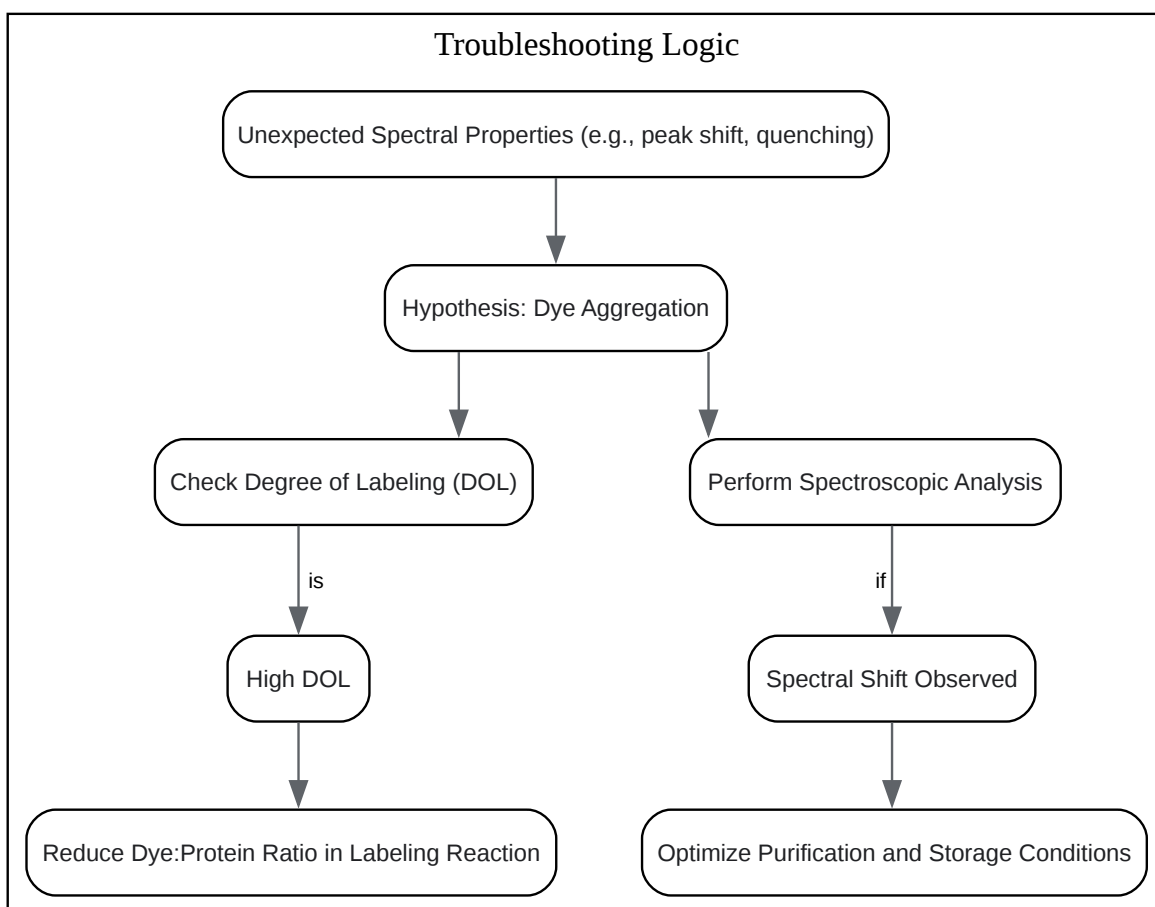 Troubleshooting Logic
Unexpected Spectral Properties (e.g., peak shift, quenching)
Hypothesis: Dye Aggregation
Check Degree of Labeling (DOL)
Perform Spectroscopic Analysis
is
if
High DOL
Spectral Shift Observed
Reduce Dye:Protein Ratio in Labeling Reaction
Optimize Purification and Storage Conditions